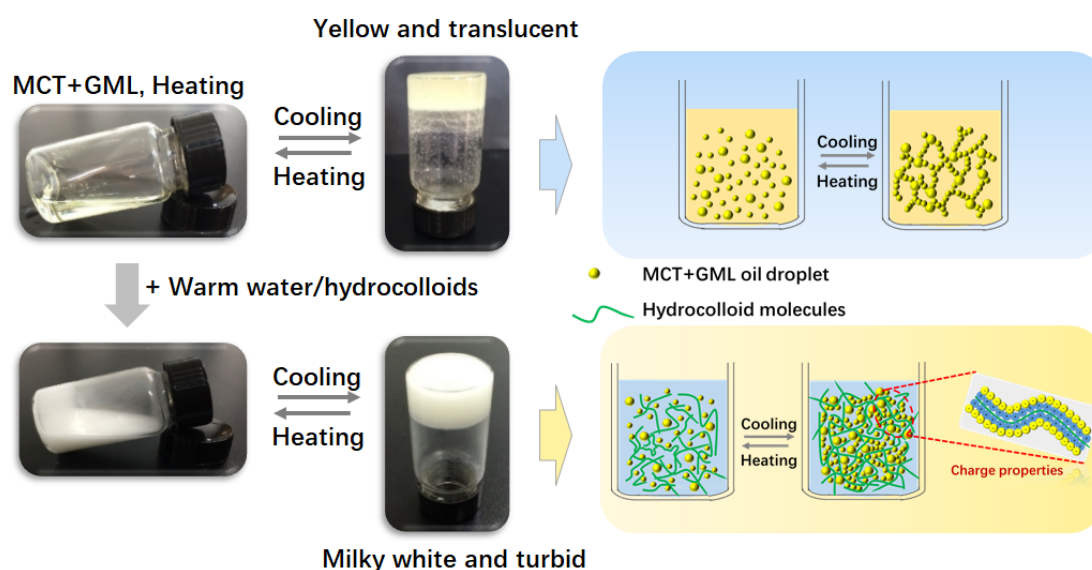 Yellow and translucent
MCT+GML, Heating
Cooling
Heating
Cooling
Heating
MCT+GML oil droplet
Hydrocolloid molecules
+ Warm water/hydrocolloids
Cooling
Heating
Cooling
Heating
Charge properties
Milky white and turbid